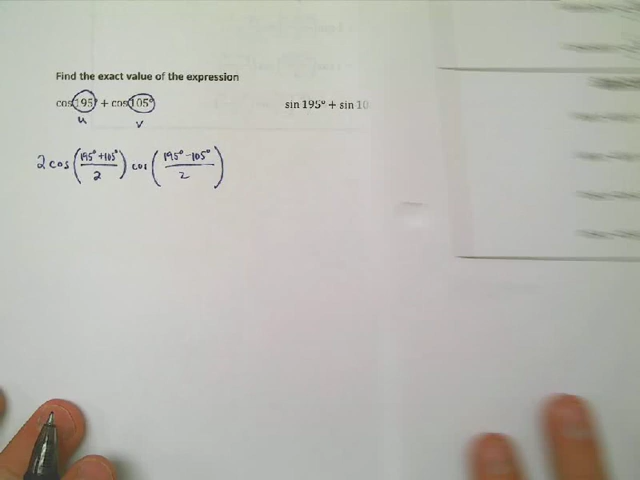 Find the exact value of the expression
cos 195° + cos 105° sin 195° + sin 10
u v
2 cos (195° + 105° / 2) cos (195° - 105° / 2)